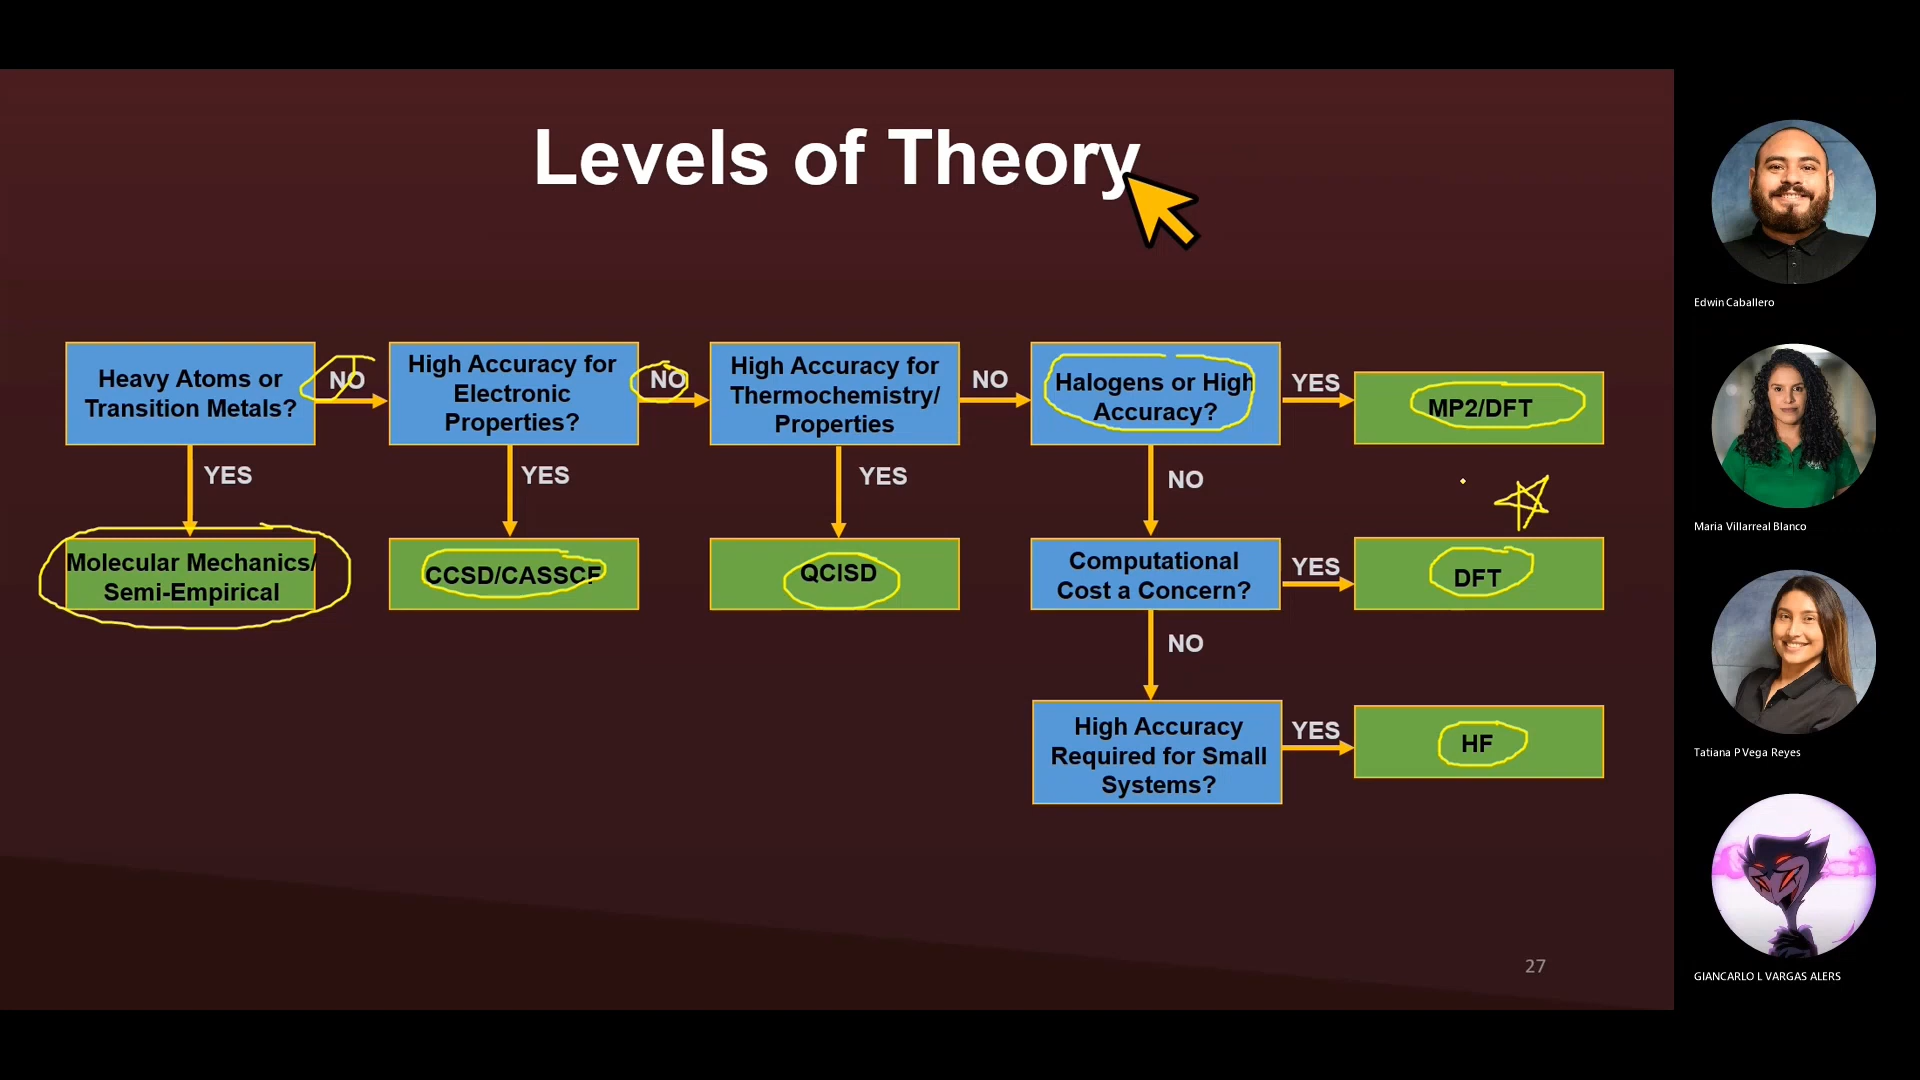 Levels of Theory
Heavy Atoms or
Transition Metals?
NO
High Accuracy for
Electronic
Properties?
NO
High Accuracy for
Thermochemistry/
Properties
NO
Halogens or High
Accuracy?
YES
MP2/DFT
YES
YES
YES
NO
Molecular Mechanics/
Semi-Empirical
CCSD/CASSCF
QCISD
Computational
Cost a Concern?
YES
DFT
NO
High Accuracy
Required for Small
Systems?
YES
HF
27
Edwin Caballero
Maria Villarreal Blanco
Tatiana P Vega Reyes
GIANCARLO L VARGAS ALERS